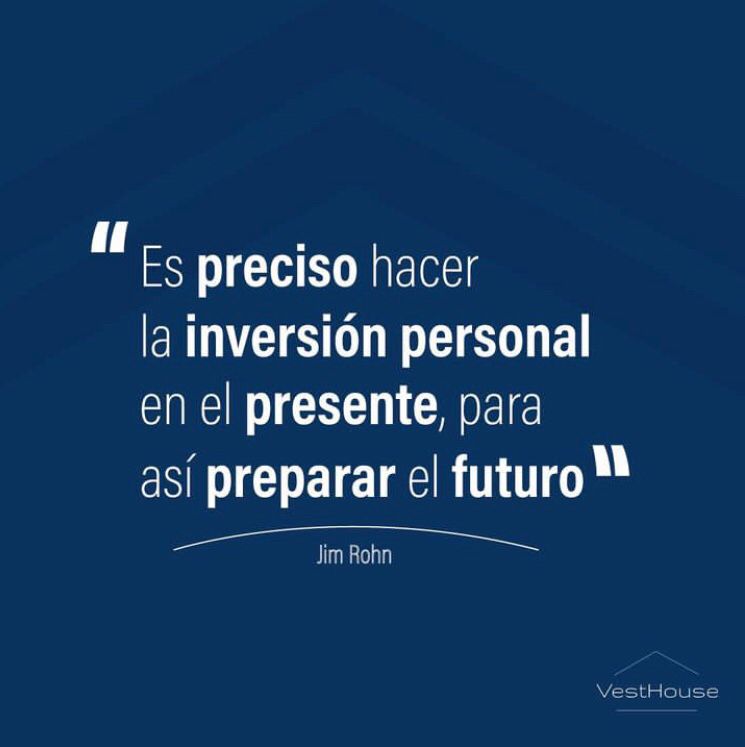 “ Es preciso hacer
la inversión personal
en el presente, para
así preparar el futuro "
Jim Rohn
VestHouse